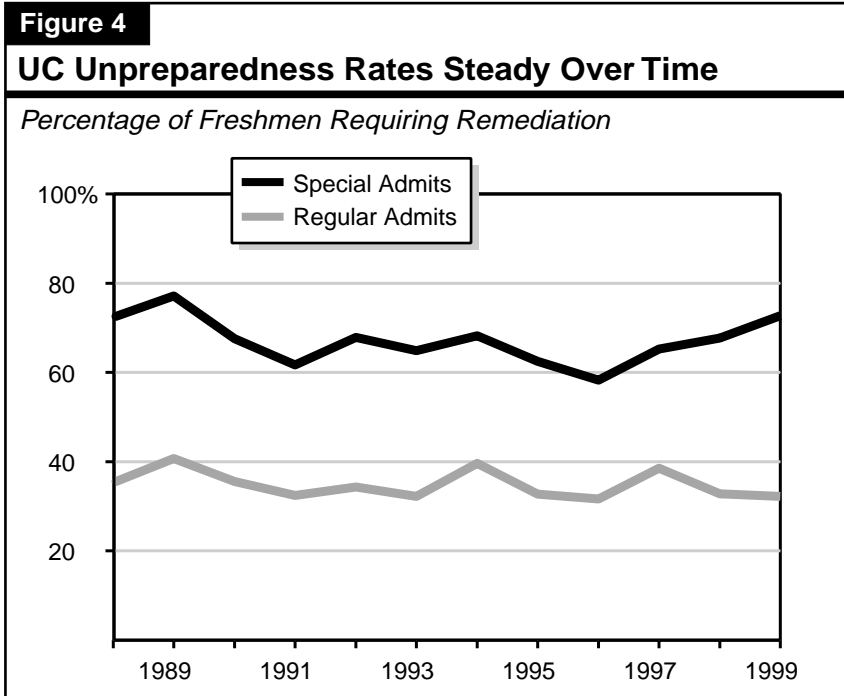 Figure 4
UC Unpreparedness Rates Steady Over Time
Percentage of Freshmen Requiring Remediation
Special Admits
Regular Admits
100%
80
60
40
20
1989 1991 1993 1995 1997 1999